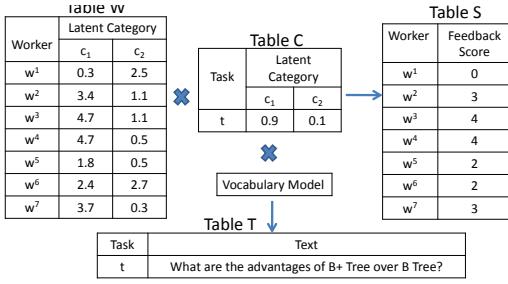 Table W
Latent Category
Worker c1 c2
w1 0.3 2.5
w2 3.4 1.1
w3 4.7 1.1
w4 4.7 0.5
w5 1.8 0.5
w6 2.4 2.7
w7 3.7 0.3
Table C
Latent
Task Category
c1 c2
t 0.9 0.1
Vocabulary Model
Table S
Worker Feedback
Score
w1 0
w2 3
w3 4
w4 4
w5 2
w6 2
w7 3
Table T
Task Text
t What are the advantages of B+ Tree over B Tree?